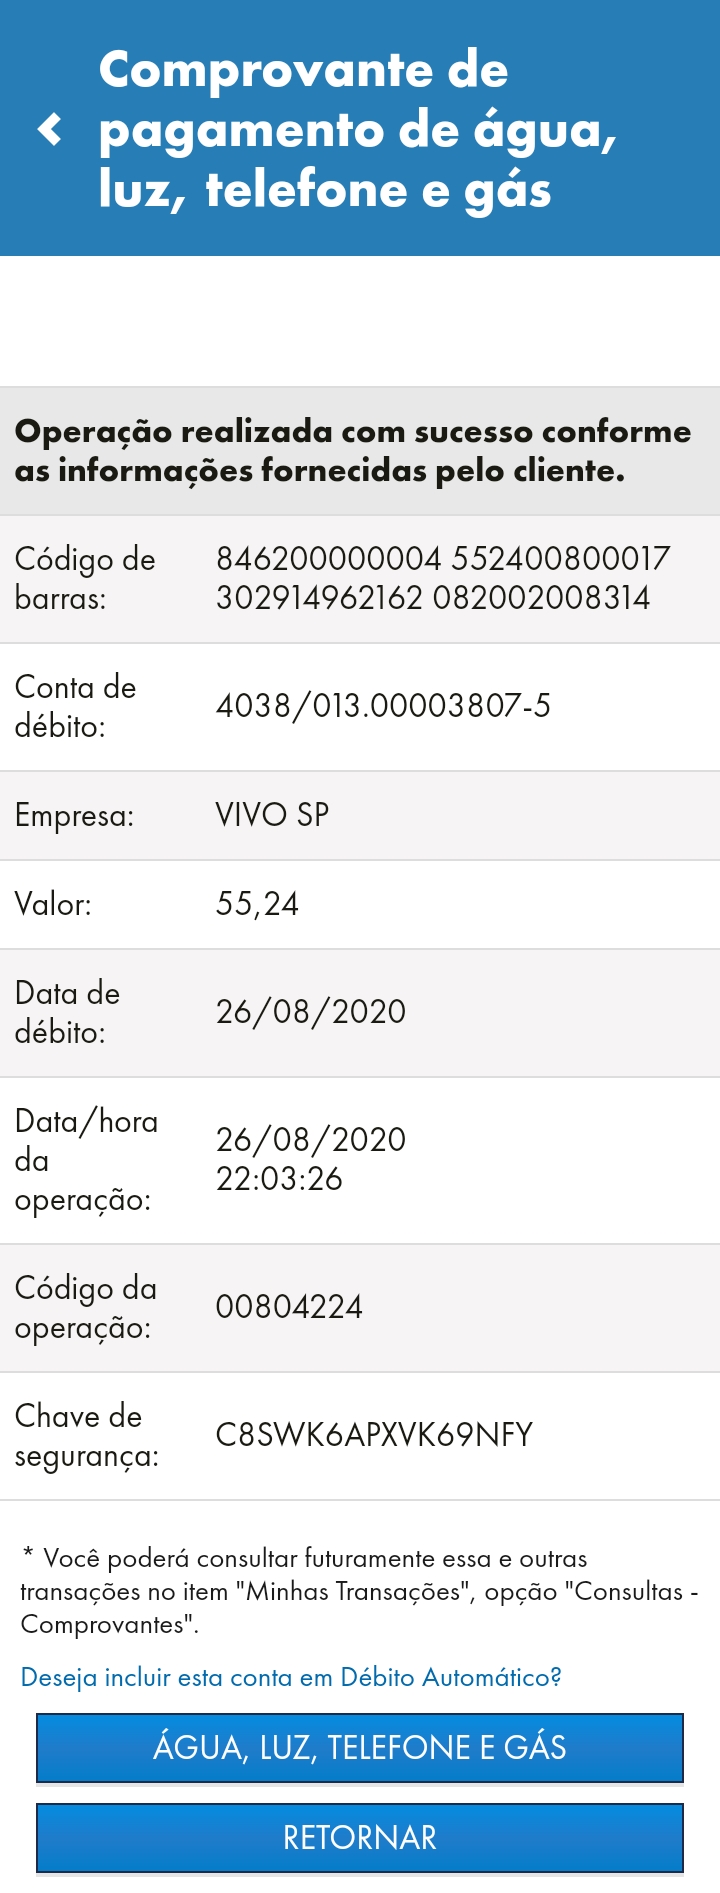 Comprovante de
pagamento de água,
luz, telefone e gás
Operação realizada com sucesso conforme
as informações fornecidas pelo cliente.
Código de
barras:
846200000004 552400800017
302914962162 082002008314
Conta de
débito:
4038/013.00003807-5
Empresa:
VIVO SP
Valor:
55,24
Data de
débito:
26/08/2020
Data/hora
da
operação:
26/08/2020
22:03:26
Código da
operação:
00804224
Chave de
segurança:
C8SWK6APXVK69NFY
* Você poderá consultar futuramente essa e outras
transações no item "Minhas Transações", opção "Consultas -
Comprovantes".
Deseja incluir esta conta em Débito Automático?
ÁGUA, LUZ, TELEFONE E GÁS
RETORNAR